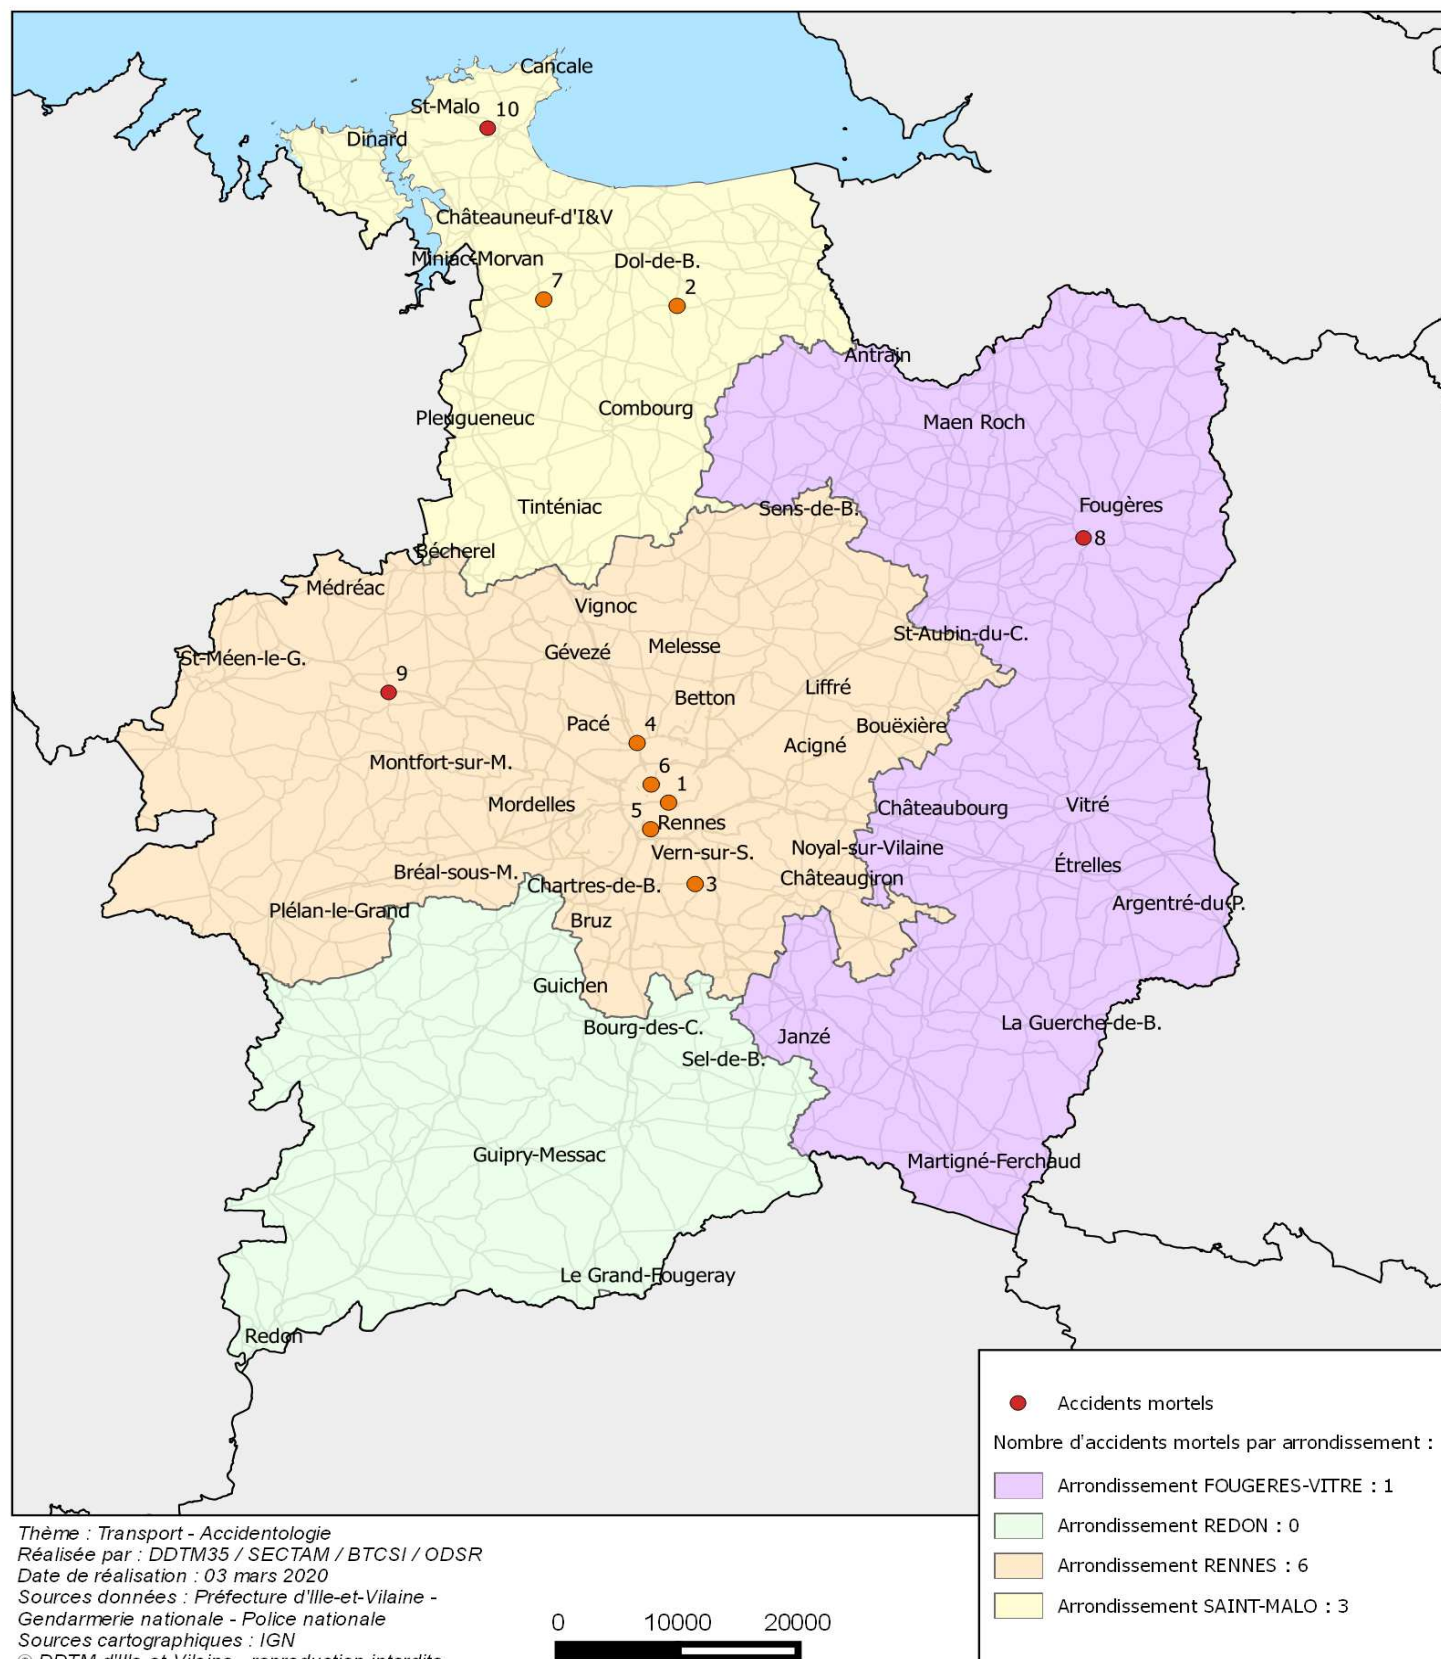 Cancale
St-Malo 10
Dinard
Châteauneuf-d'I&V
Miniac-Morvan
Dol-de-B.
7
2
Antrain
Pleugueneuc
Combourg
Maen Roch
Tinténiac
Sens-de-B.
Fougères
8
Bécherel
Médréac
Vignoc
St-Aubin-du-C.
Gévezé
Melesse
St-Méen-le-G.
9
Betton
Liffré
Pacé
4
Bouëxière
Acigné
Montfort-sur-M.
6
1
Mordelles
5
Rennes
Châteaubourg
Vitré
Vern-sur-S.
Noyal-sur-Vilaine
Étrelles
Bréal-sous-M.
Chartres-de-B.
3
Châteaugiron
Argentré-du-P.
Plélan-le-Grand
Bruz
Guichen
Bourg-des-C.
La Guerche-de-B.
Janzé
Sel-de-B.
Guipry-Messac
Martigné-Ferchaud
Le Grand-Fougeray
Redon
Accidents mortels
Nombre d'accidents mortels par arrondissement :
Arrondissement FOUGERES-VITRE : 1
Arrondissement REDON : 0
Arrondissement RENNES : 6
Arrondissement SAINT-MALO : 3
Thème : Transport - Accidentologie
Réalisée par : DDTM35 / SECTAM / BTCSI / ODSR
Date de réalisation : 03 mars 2020
Sources données : Préfecture d'Ille-et-Vilaine -
Gendarmerie nationale - Police nationale
Sources cartographiques : IGN
© DDTM d'Ille-et-Vilaine - reproduction interdite
0 10000 20000